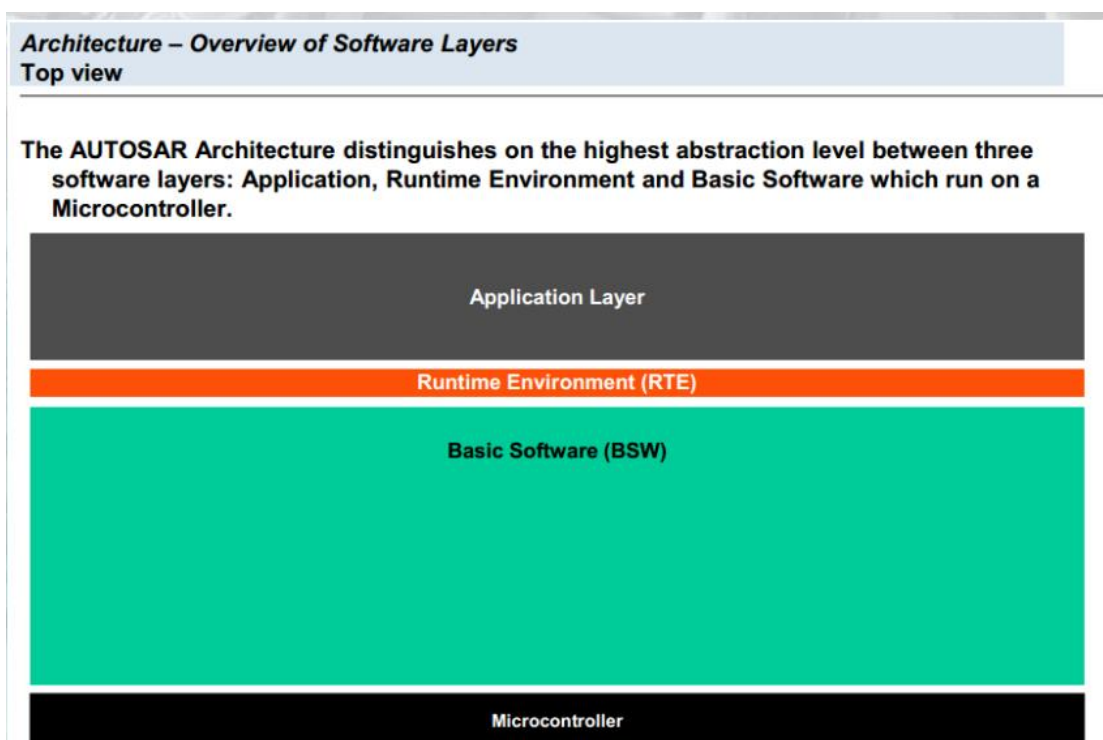 Architecture – Overview of Software Layers
Top view
The AUTOSAR Architecture distinguishes on the highest abstraction level between three
software layers: Application, Runtime Environment and Basic Software which run on a
Microcontroller.
Application Layer
Runtime Environment (RTE)
Basic Software (BSW)
Microcontroller